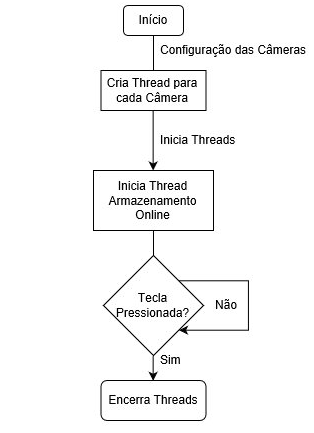 Início
Configuração das Câmeras
Cria Thread para
cada Câmera
Inicia Threads
Inicia Thread
Armazenamento
Online
Tecla
Pressionada?
Não
Sim
Encerra Threads